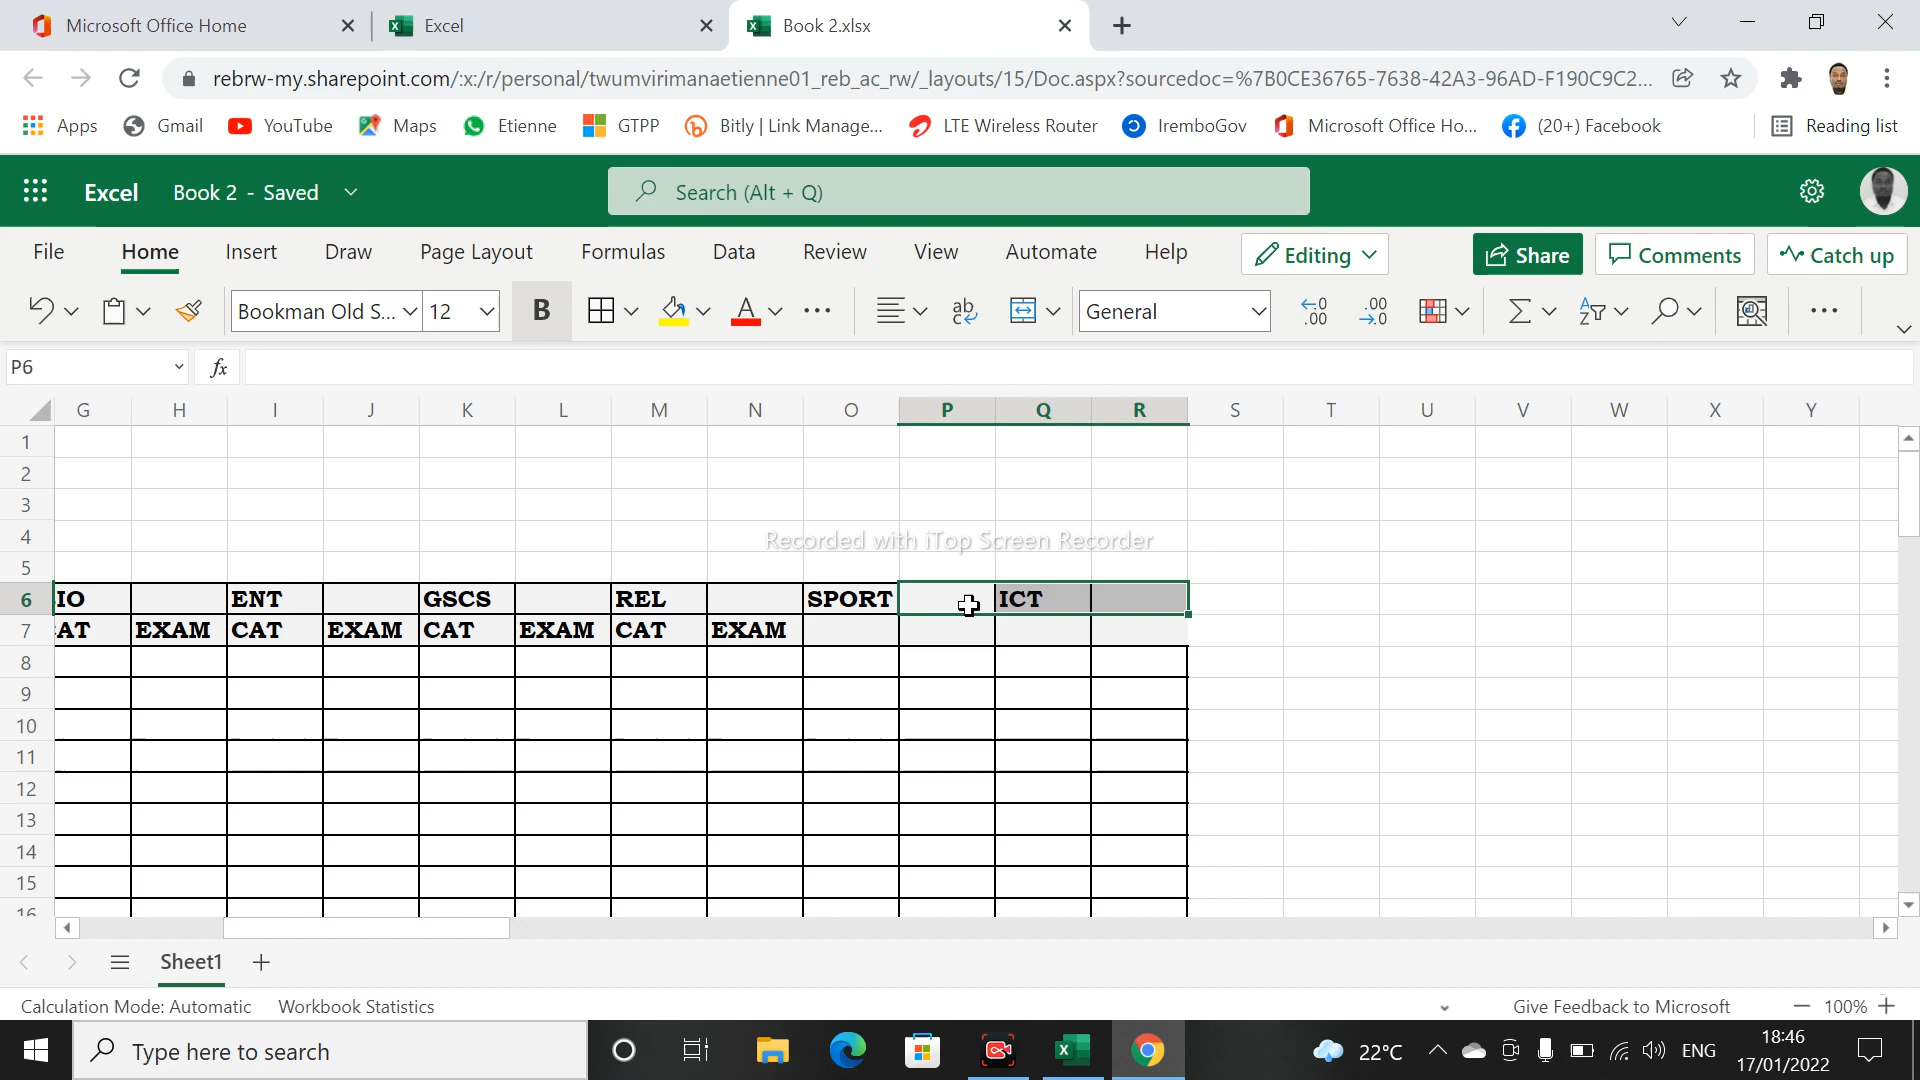 Microsoft Office Home
Excel
Book 2.xlsx
rebrw-my.sharepoint.com/:x:/r/personal/twumvirimanaetienne01_reb_ac_rw/_layouts/15/Doc.aspx?sourcedoc=%7B0CE36765-7638-42A3-96AD-F190C9C2...
Apps Gmail YouTube Maps Etienne GTPP Bitly | Link Manage... LTE Wireless Router IremboGov Microsoft Office Ho... (20+) Facebook Reading list
Excel Book 2 - Saved Search (Alt + Q)
File Home Insert Draw Page Layout Formulas Data Review View Automate Help Editing Share Comments Catch up
Bookman Old S... 12 B A ab General
P6 fx
G H I J K L M N O P Q R S T U V W X Y
1
2
3
4
Recorded with iTop Screen Recorder
5
6 IO ENT GSCS REL SPORT ICT
7 AT EXAM CAT EXAM CAT EXAM CAT EXAM
8
9
10
11
12
13
14
15
16
Sheet1
Calculation Mode: Automatic Workbook Statistics Give Feedback to Microsoft 100%
Type here to search 22°C ENG 18:46
17/01/2022